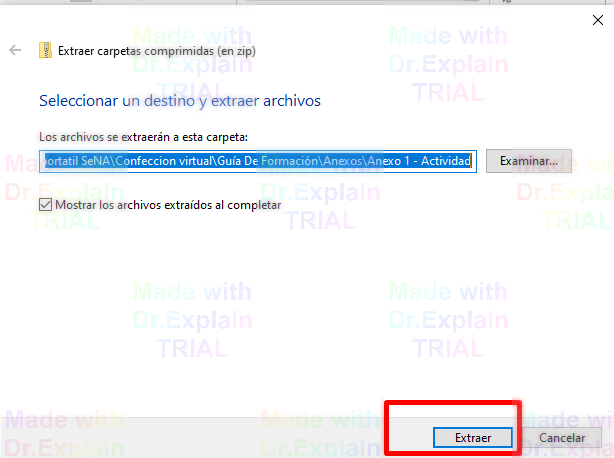 Extraer carpetas comprimidas (en zip)
Seleccionar un destino y extraer archivos
Los archivos se extraerán a esta carpeta:
ortatil SeNA\Confeccion virtual\Guía De Formación\Anexos\Anexo 1 - Actividad
Examinar...
Mostrar los archivos extraídos al completar
Extraer
Cancelar
Made with
Dr.Explain
TRIAL
Made with
Dr.Explain
TRIAL
Made with
Dr.Explain
TRIAL
Made with
Dr.Explain
TRIAL
Made with
Dr.Explain
TRIAL
Made with
Dr.Explain
TRIAL
Made with
Dr.Explain
TRIAL
Made with
Dr.Explain
Made with
Dr.Explain
Made with
Dr.Explain